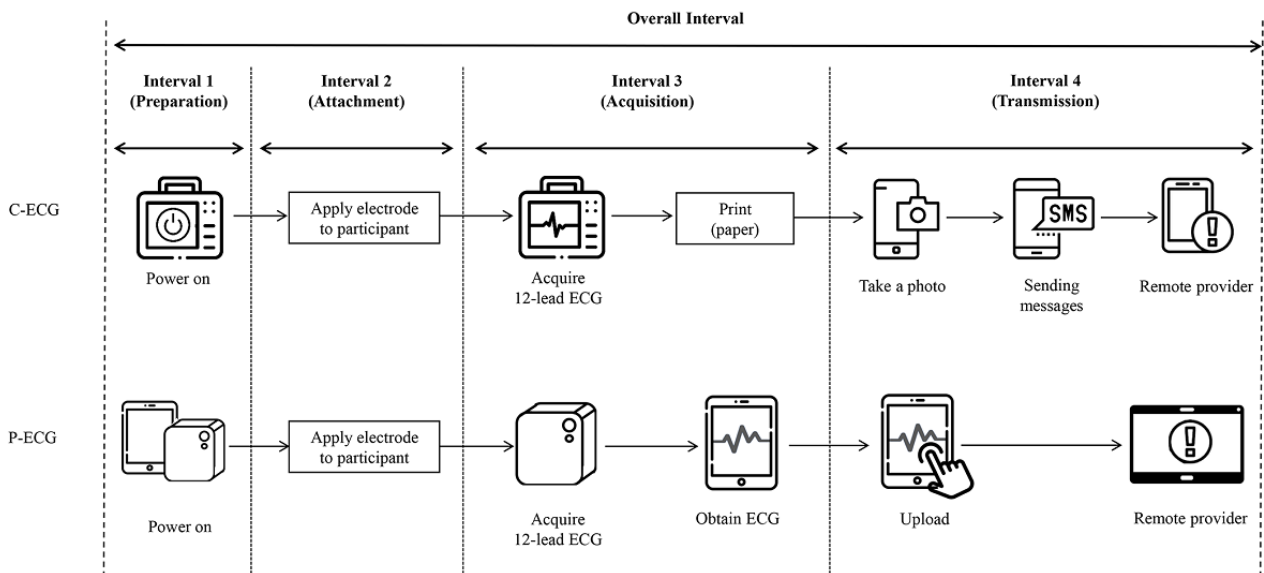 Overall Interval
Interval 1
(Preparation)
Interval 2
(Attachment)
Interval 3
(Acquisition)
Interval 4
(Transmission)
C-ECG
Power on
Apply electrode
to participant
Acquire
12-lead ECG
Print
(paper)
Take a photo
SMS
Sending
messages
!
Remote provider
P-ECG
Power on
Apply electrode
to participant
Acquire
12-lead ECG
Obtain ECG
Upload
!
Remote provider